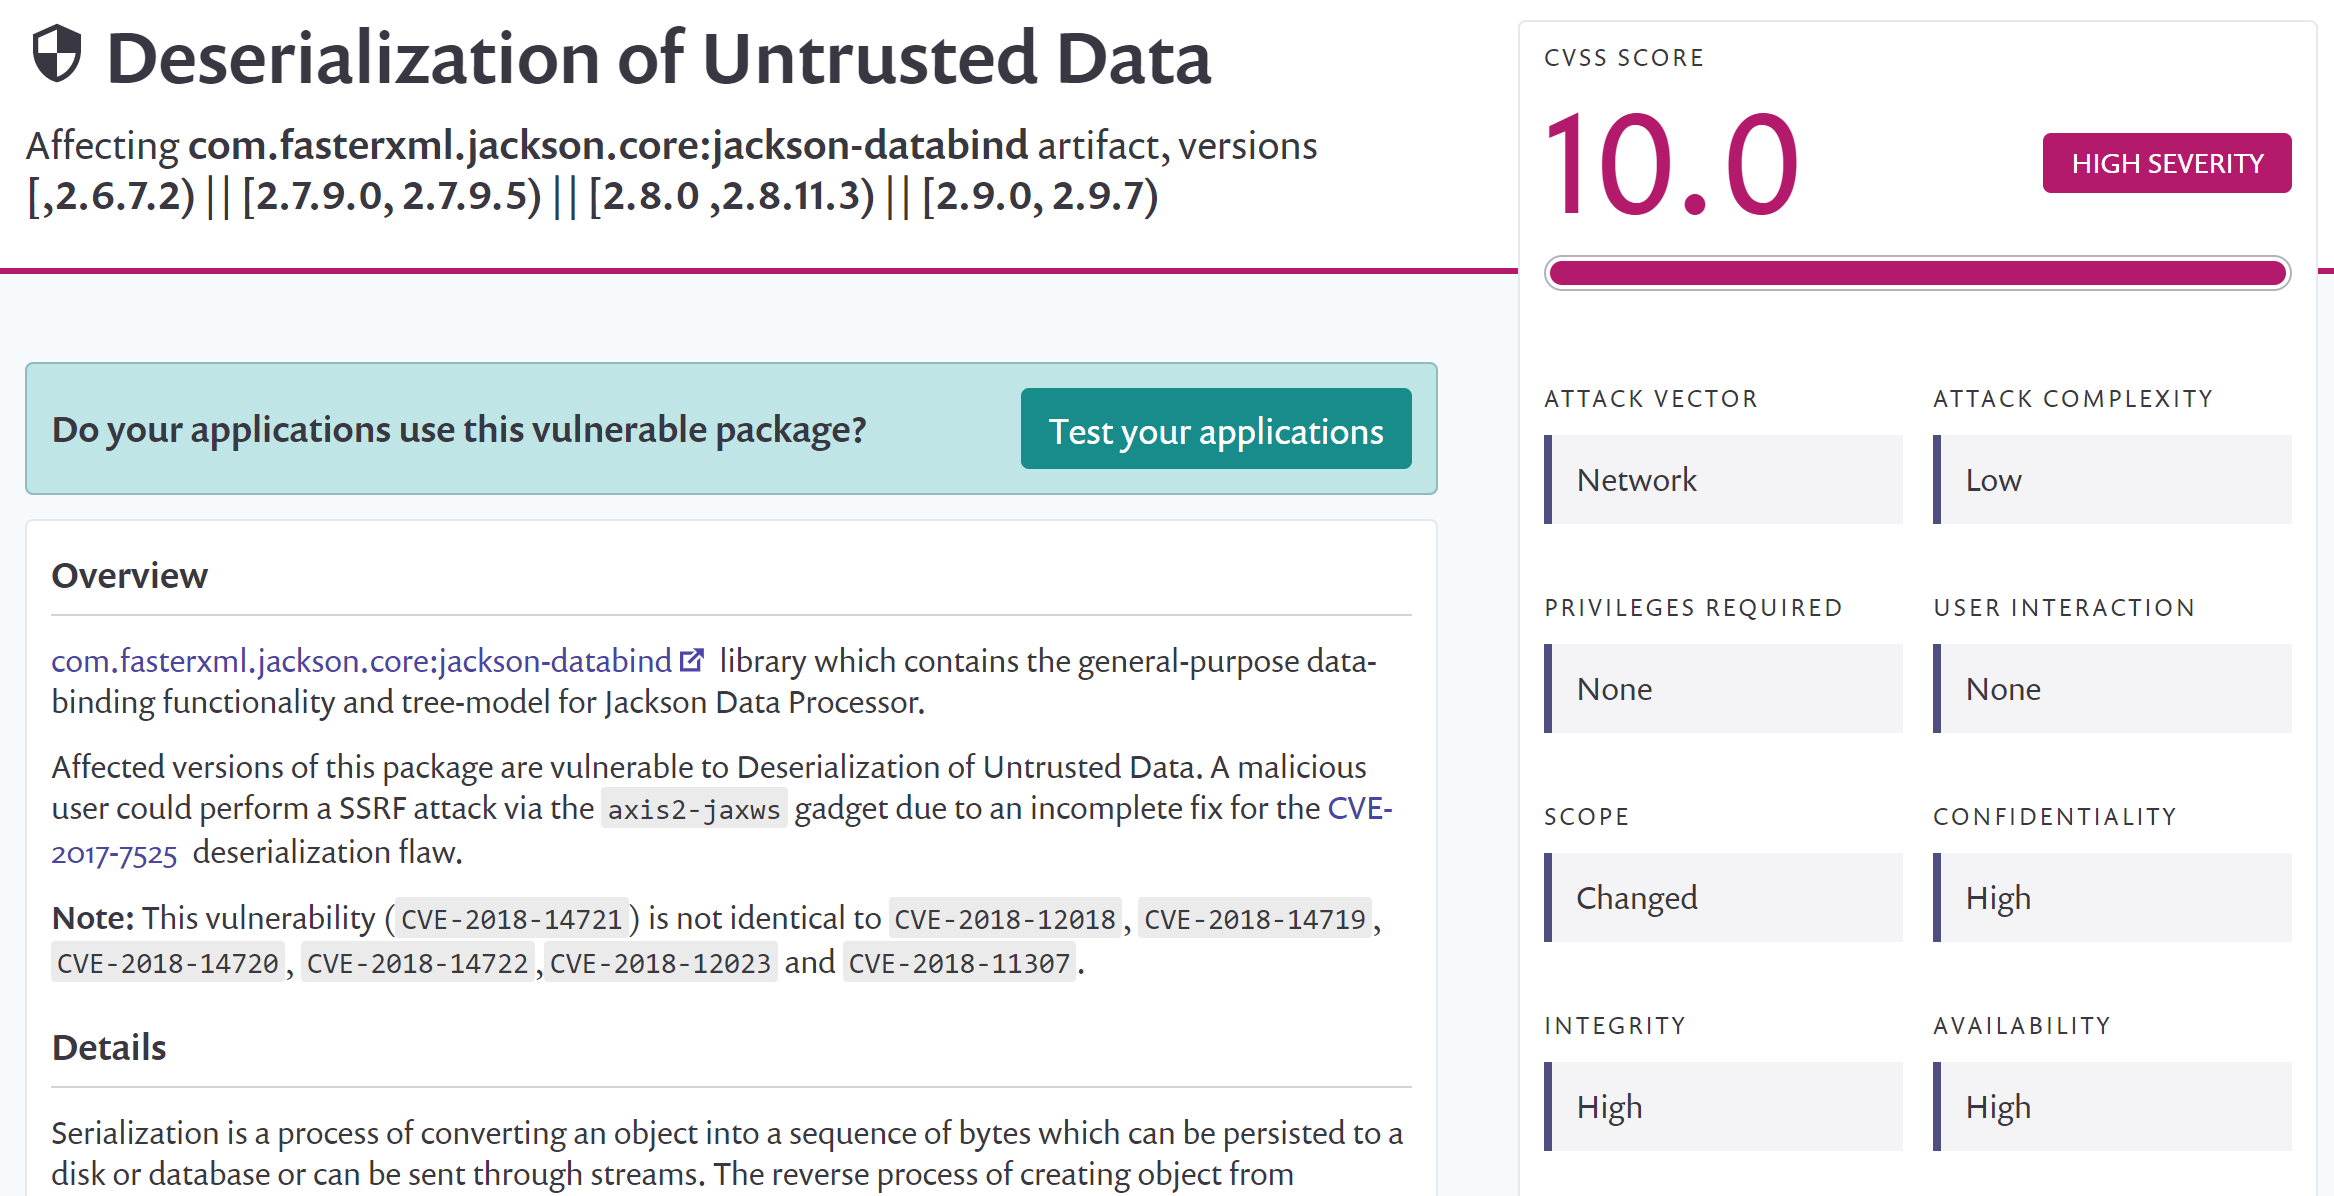 Deserialization of Untrusted Data
Affecting com.fasterxml.jackson.core:jackson-databind artifact, versions
[,2.6.7.2) || [2.7.9.0, 2.7.9.5) || [2.8.0 ,2.8.11.3) || [2.9.0, 2.9.7)
Do your applications use this vulnerable package?
Test your applications
Overview
com.fasterxml.jackson.core:jackson-databind library which contains the general-purpose data-
binding functionality and tree-model for Jackson Data Processor.
Affected versions of this package are vulnerable to Deserialization of Untrusted Data. A malicious
user could perform a SSRF attack via the axis2-jaxws gadget due to an incomplete fix for the CVE-
2017-7525 deserialization flaw.
Note: This vulnerability (CVE-2018-14721) is not identical to CVE-2018-12018, CVE-2018-14719,
CVE-2018-14720, CVE-2018-14722,CVE-2018-12023 and CVE-2018-11307.
Details
Serialization is a process of converting an object into a sequence of bytes which can be persisted to a
disk or database or can be sent through streams. The reverse process of creating object from
CVSS SCORE
10.0
HIGH SEVERITY
ATTACK VECTOR
Network
ATTACK COMPLEXITY
Low
PRIVILEGES REQUIRED
None
USER INTERACTION
None
SCOPE
Changed
CONFIDENTIALITY
High
INTEGRITY
High
AVAILABILITY
High